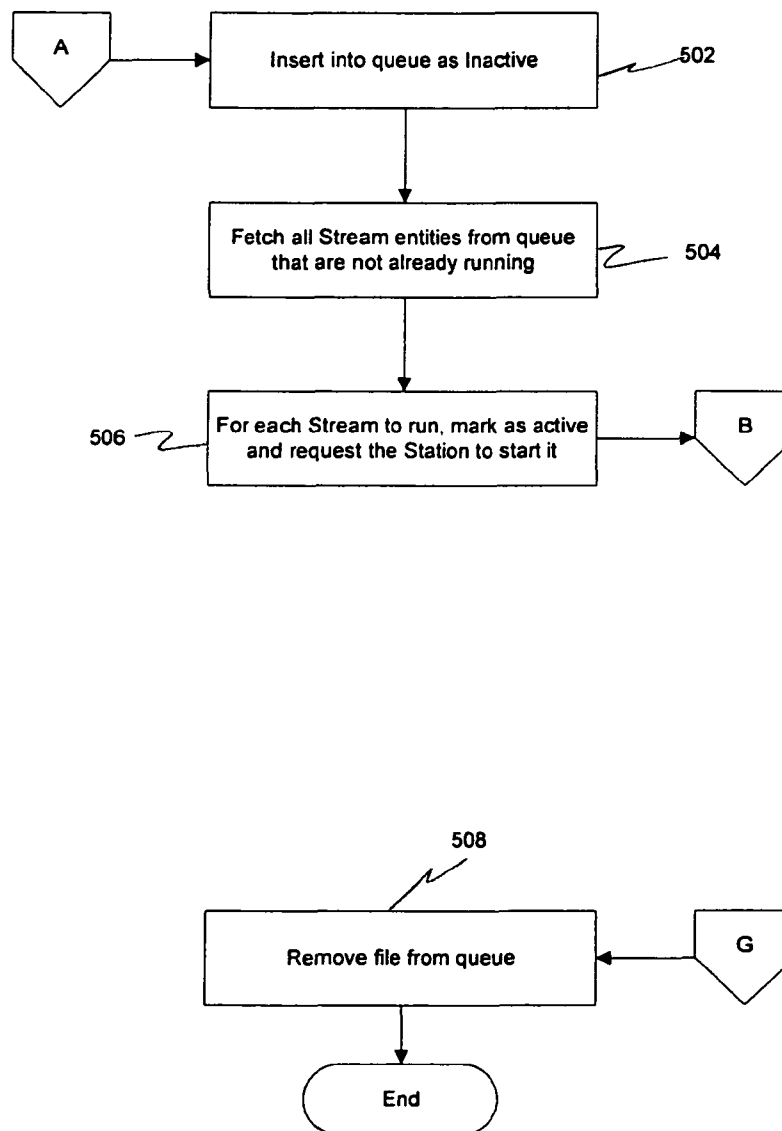 A
Insert into queue as Inactive
502
Fetch all Stream entities from queue
that are not already running
504
506
For each Stream to run, mark as active
and request the Station to start it
B
508
Remove file from queue
G
End